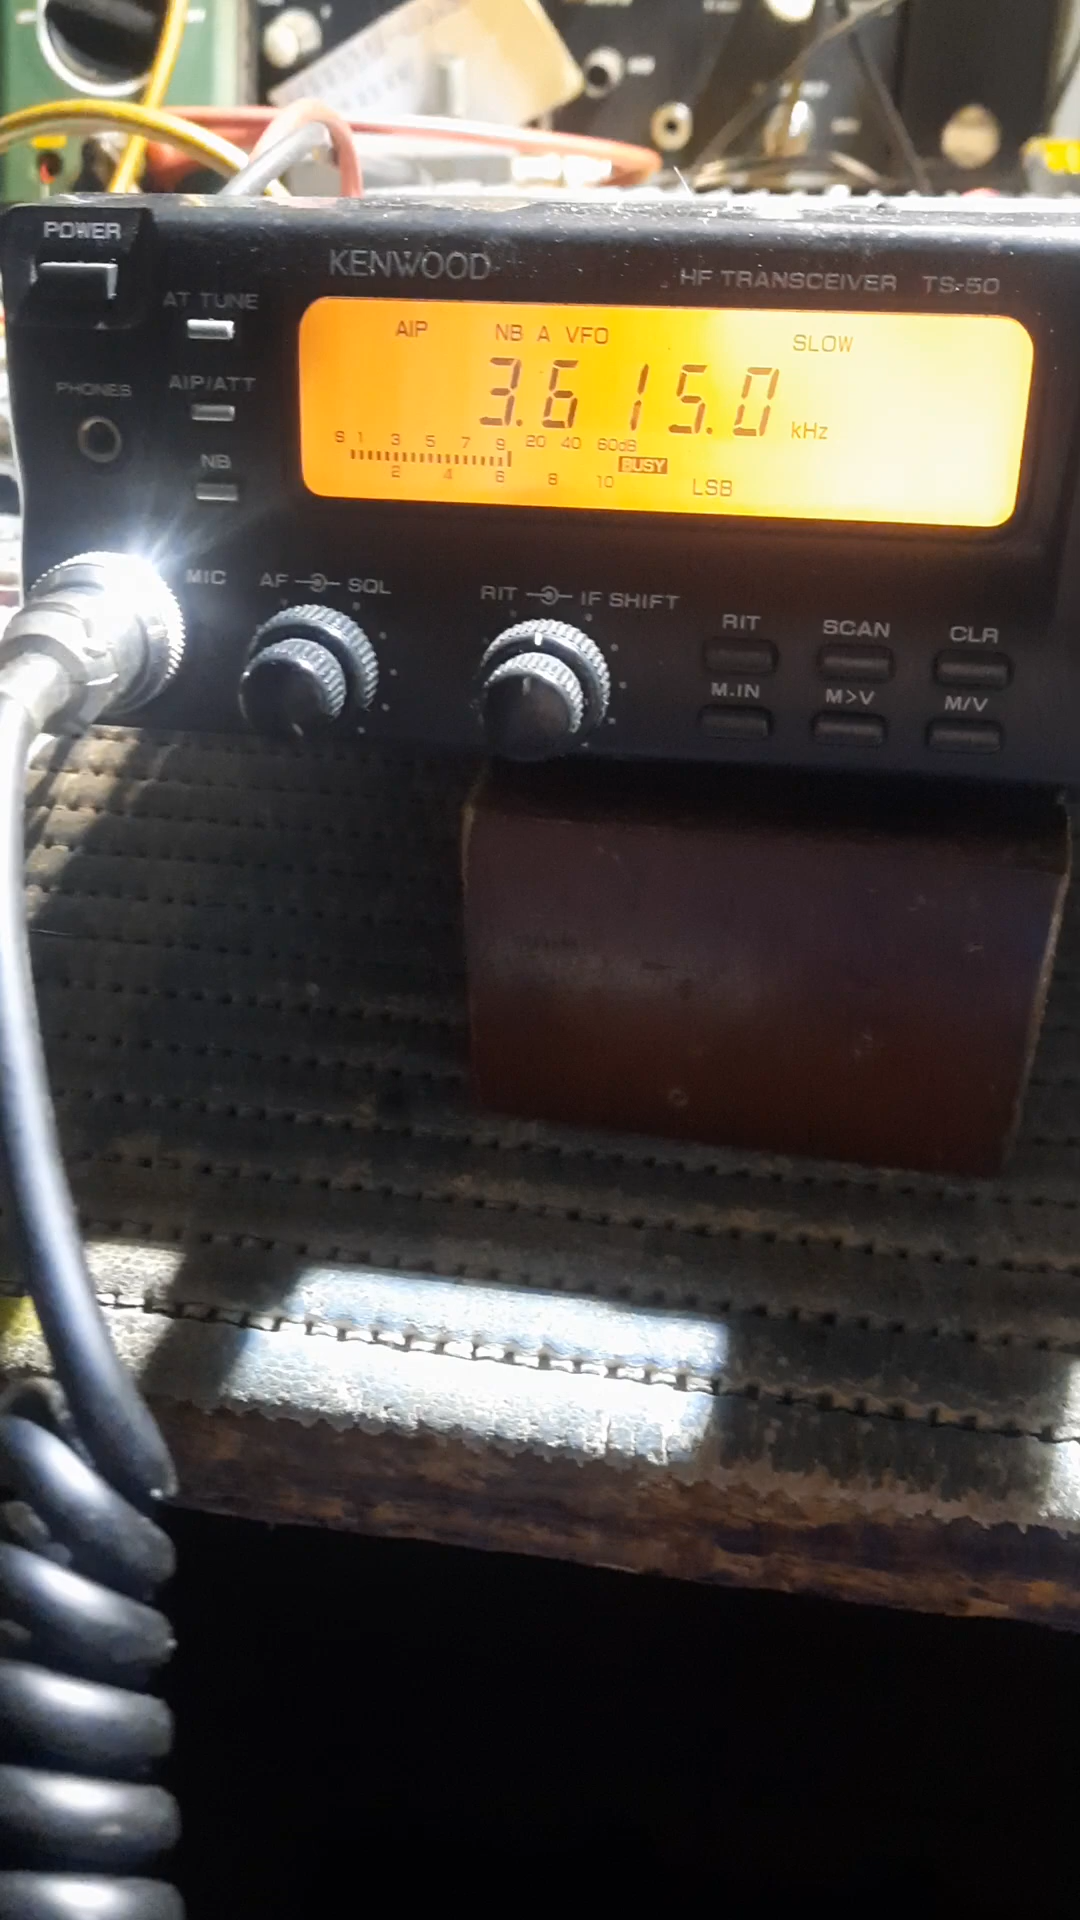 POWER
KENWOOD
HF TRANSCEIVER TS-50
AT TUNE
AIP NB A VFO SLOW
PHONES
AIP/ATT
3.615.0 kHz
NB
S 1 3 5 7 9 20 40 60dB
BUSY
2 4 6 8 10
LSB
MIC
AF SQL
RIT IF SHIFT
RIT SCAN CLR
M.IN M>V M/V